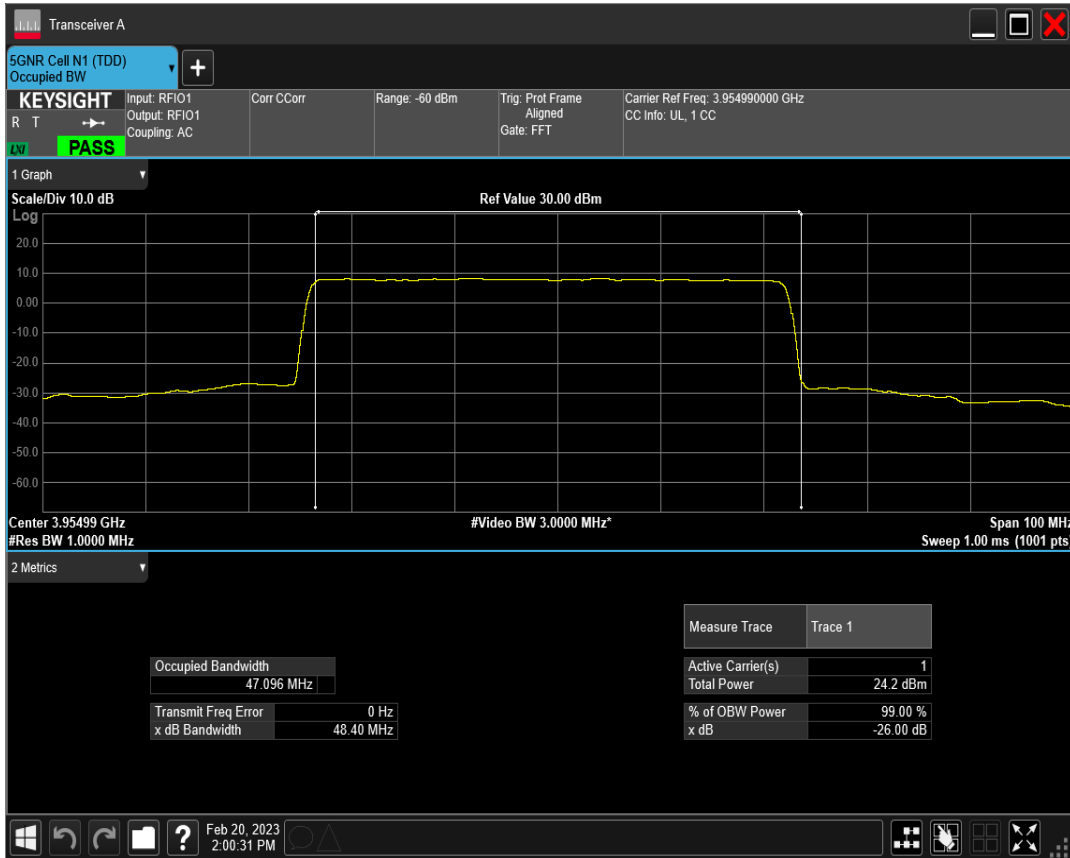 Transceiver A
5GNR Cell N1 (TDD)
Occupied BW
+
KEYSIGHT
R T
LXI
PASS
Input: RFIO1
Output: RFIO1
Coupling: AC
Corr CCorr
Range: -60 dBm
Trig: Prot Frame
Aligned
Gate: FFT
Carrier Ref Freq: 3.954990000 GHz
CC Info: UL, 1 CC
1 Graph
Scale/Div 10.0 dB
Ref Value 30.00 dBm
Log
20.0
10.0
0.00
-10.0
-20.0
-30.0
-40.0
-50.0
-60.0
Center 3.95499 GHz
#Video BW 3.0000 MHz*
Span 100 MHz
#Res BW 1.0000 MHz
Sweep 1.00 ms (1001 pts)
2 Metrics
Measure Trace Trace 1
Occupied Bandwidth
47.096 MHz
Transmit Freq Error 0 Hz
x dB Bandwidth 48.40 MHz
Active Carrier(s) 1
Total Power 24.2 dBm
% of OBW Power 99.00 %
x dB -26.00 dB
?
Feb 20, 2023
2:00:31 PM